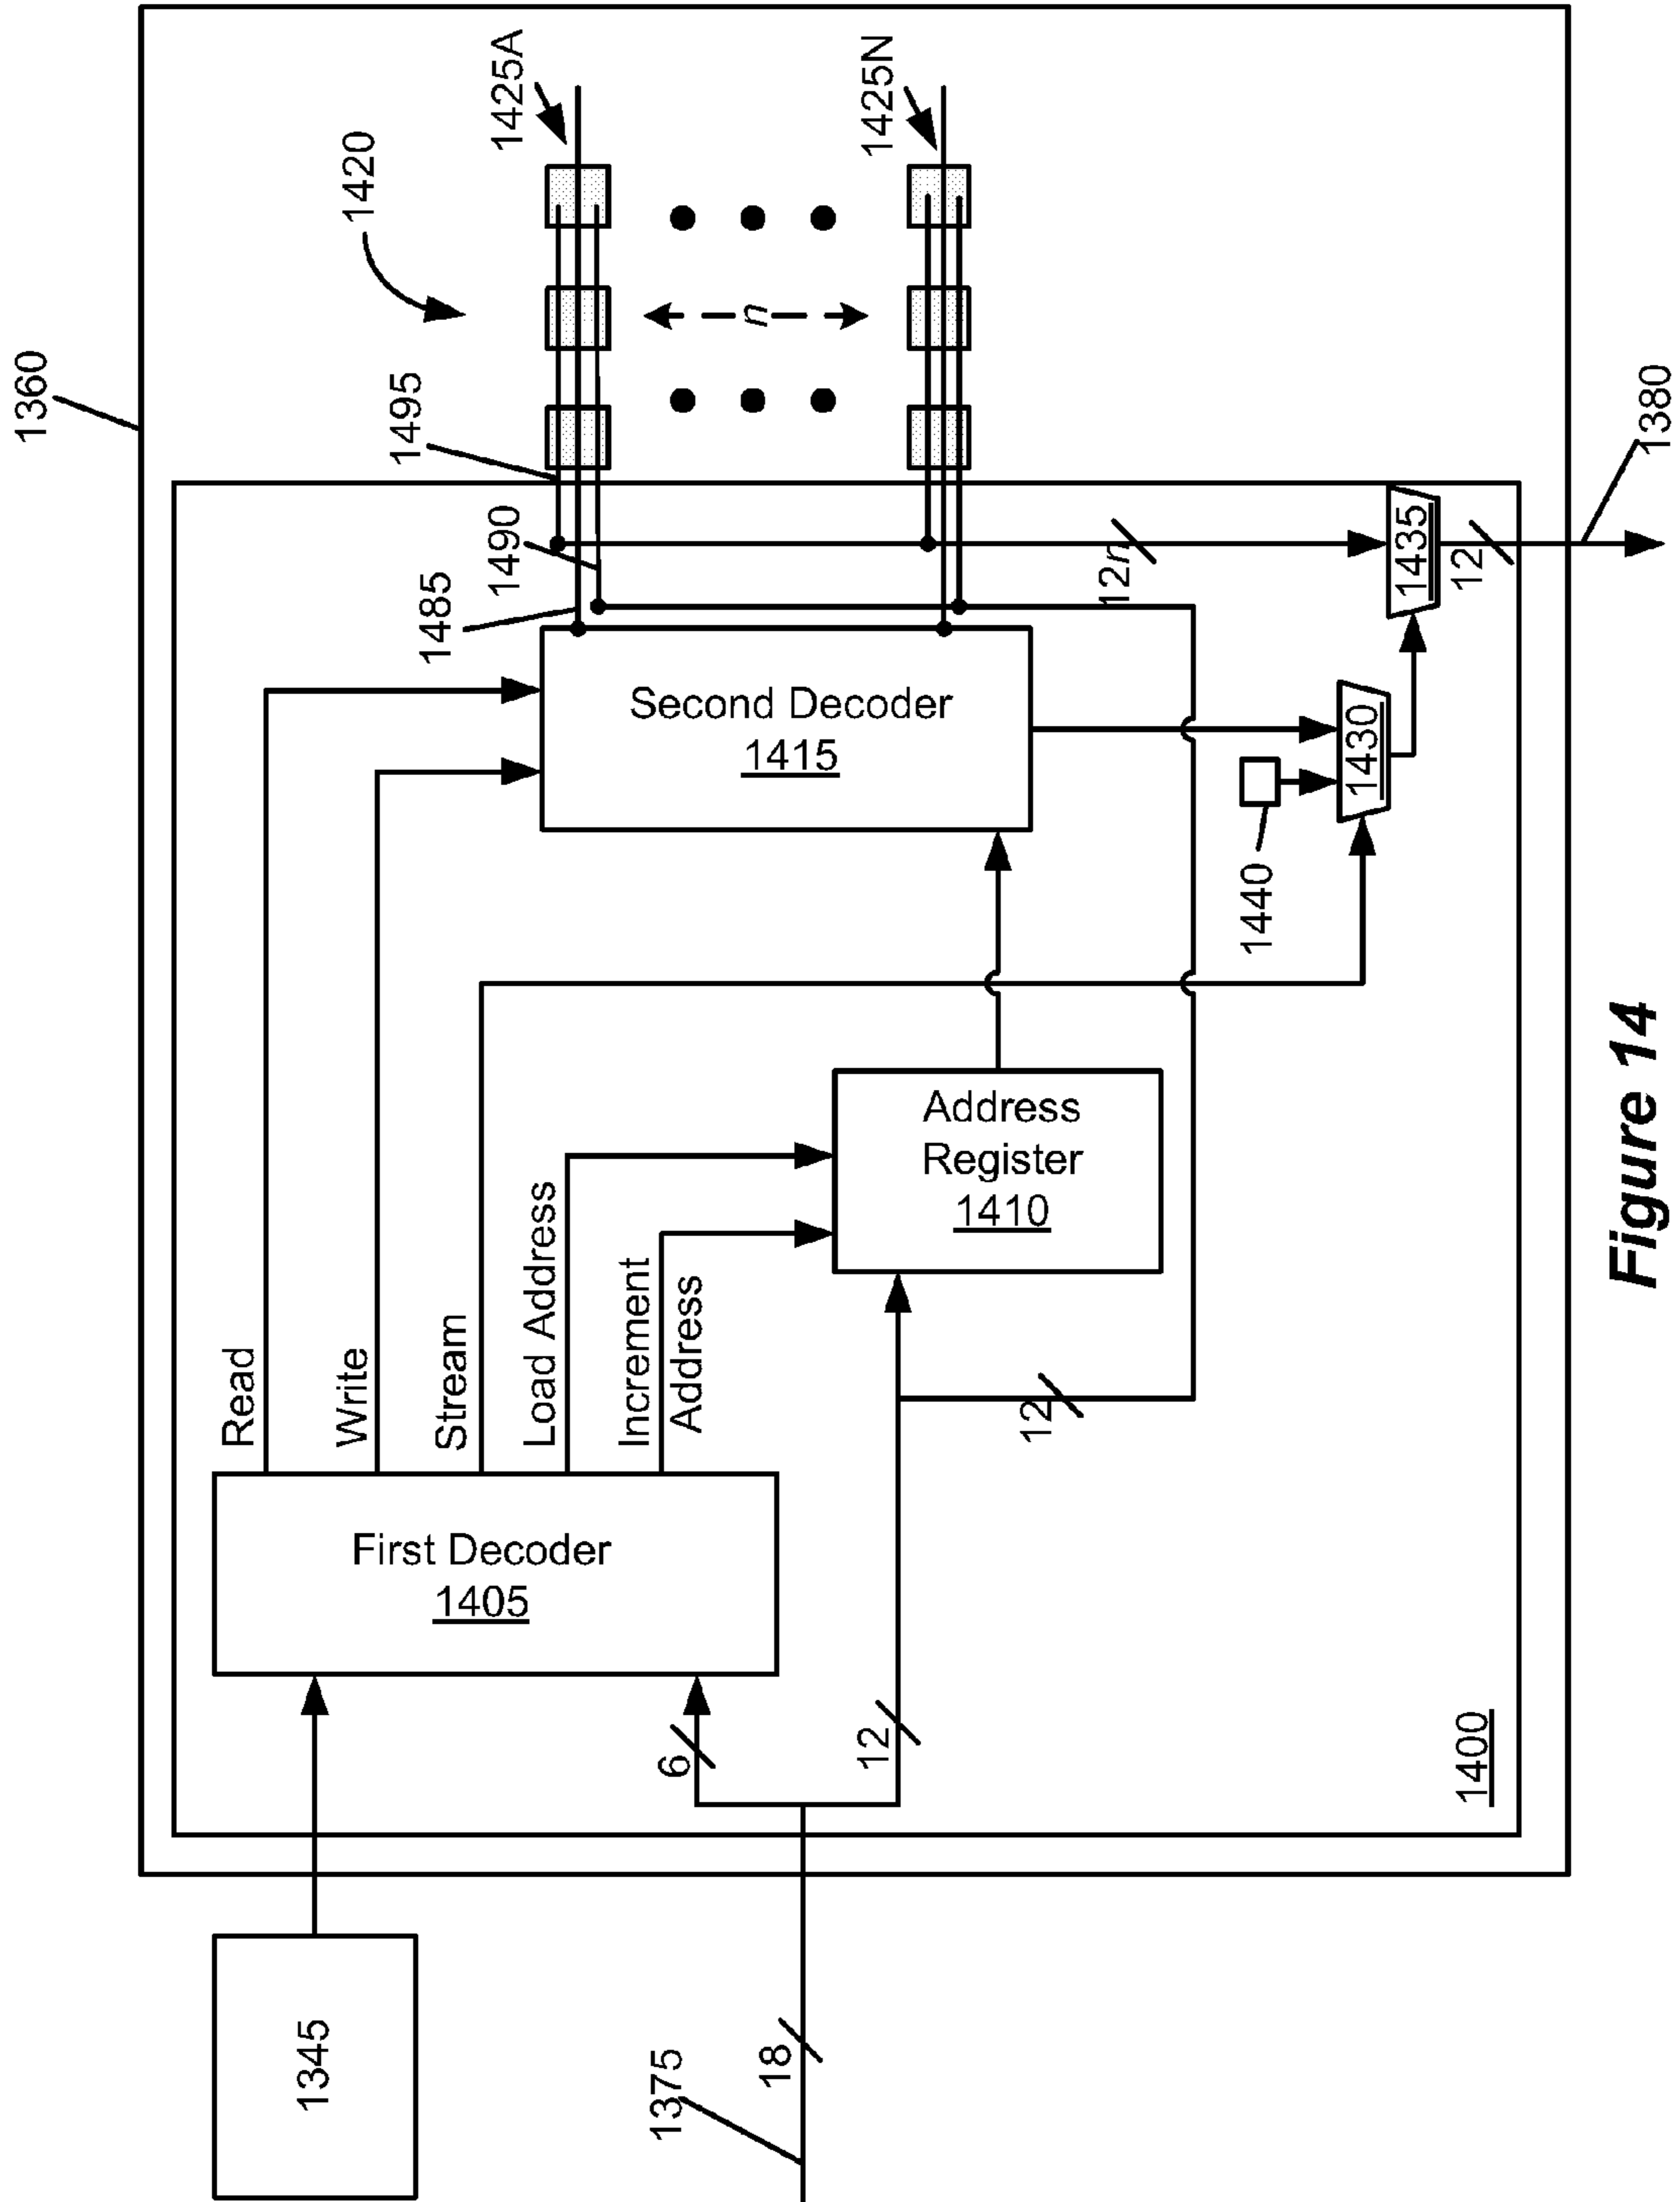 1360
1420
1495
1425A
1490
1485
1425N
Read
Write
Stream
Load Address
Increment
Address
First Decoder
1405
Second Decoder
1415
Address
Register
1410
n
1345
6
12
12
12n
1440
1430
1435
12
1375
18
1400
1380
Figure 14